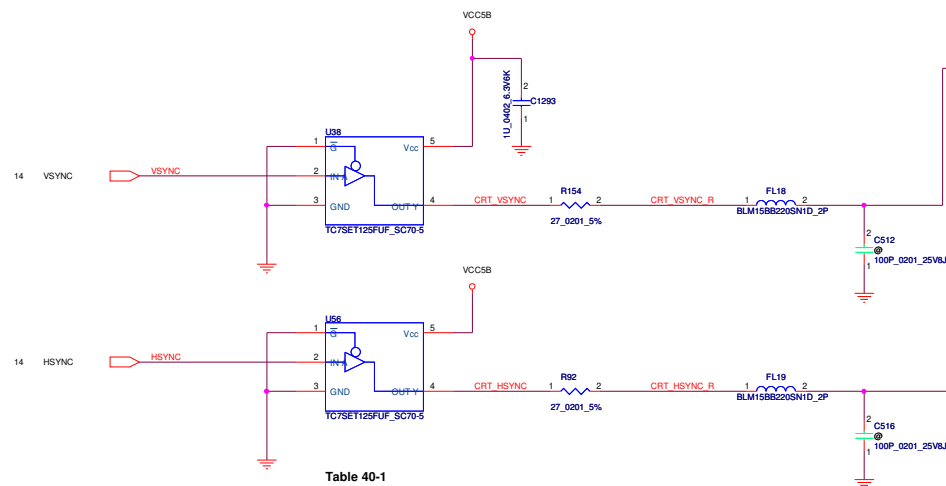 VCC5B
1U_0402_6.3V6K
2
C1293
1
U38
1
G
Vcc
5
14
VSYNC
VSYNC
2
IN A
3
GND
OUT Y
4
CRT_VSYNC
1
R154
2
27_0201_5%
CRT_VSYNC_R
1
FL18
2
BLM15BB220SN1D_2P
TC7SET125FUF_SC70-5
2
C512
@
100P_0201_25V8J
1
VCC5B
U56
1
G
Vcc
5
14
HSYNC
HSYNC
2
IN A
3
GND
OUT Y
4
CRT_HSYNC
1
R92
2
27_0201_5%
CRT_HSYNC_R
1
FL19
2
BLM15BB220SN1D_2P
TC7SET125FUF_SC70-5
2
C516
@
100P_0201_25V8J
1
Table 40-1